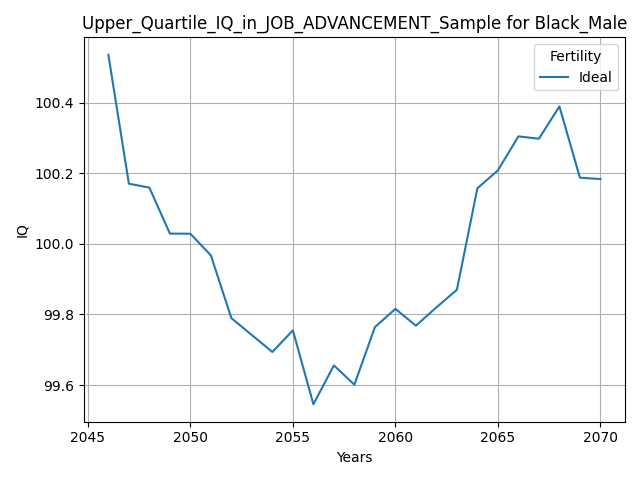 Upper_Quartile_IQ_in_JOB_ADVANCEMENT_Sample for Black_Male
Fertility
Ideal
IQ
100.4
100.2
100.0
99.8
99.6
2045 2050 2055 2060 2065 2070
Years